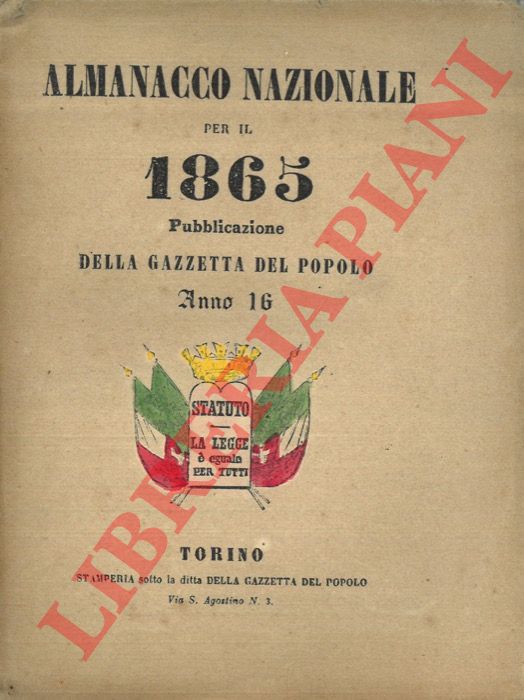 ALMANACCO NAZIONALE
PER IL
1865
Pubblicazione
DELLA GAZZETTA DEL POPOLO
Anno 16
STATUTO
LA LEGGE
è eguale
PER TUTTI
TORINO
STAMPERIA sotto la ditta DELLA GAZZETTA DEL POPOLO
Via S. Agostino N. 3.
LIBRERIA PIANI